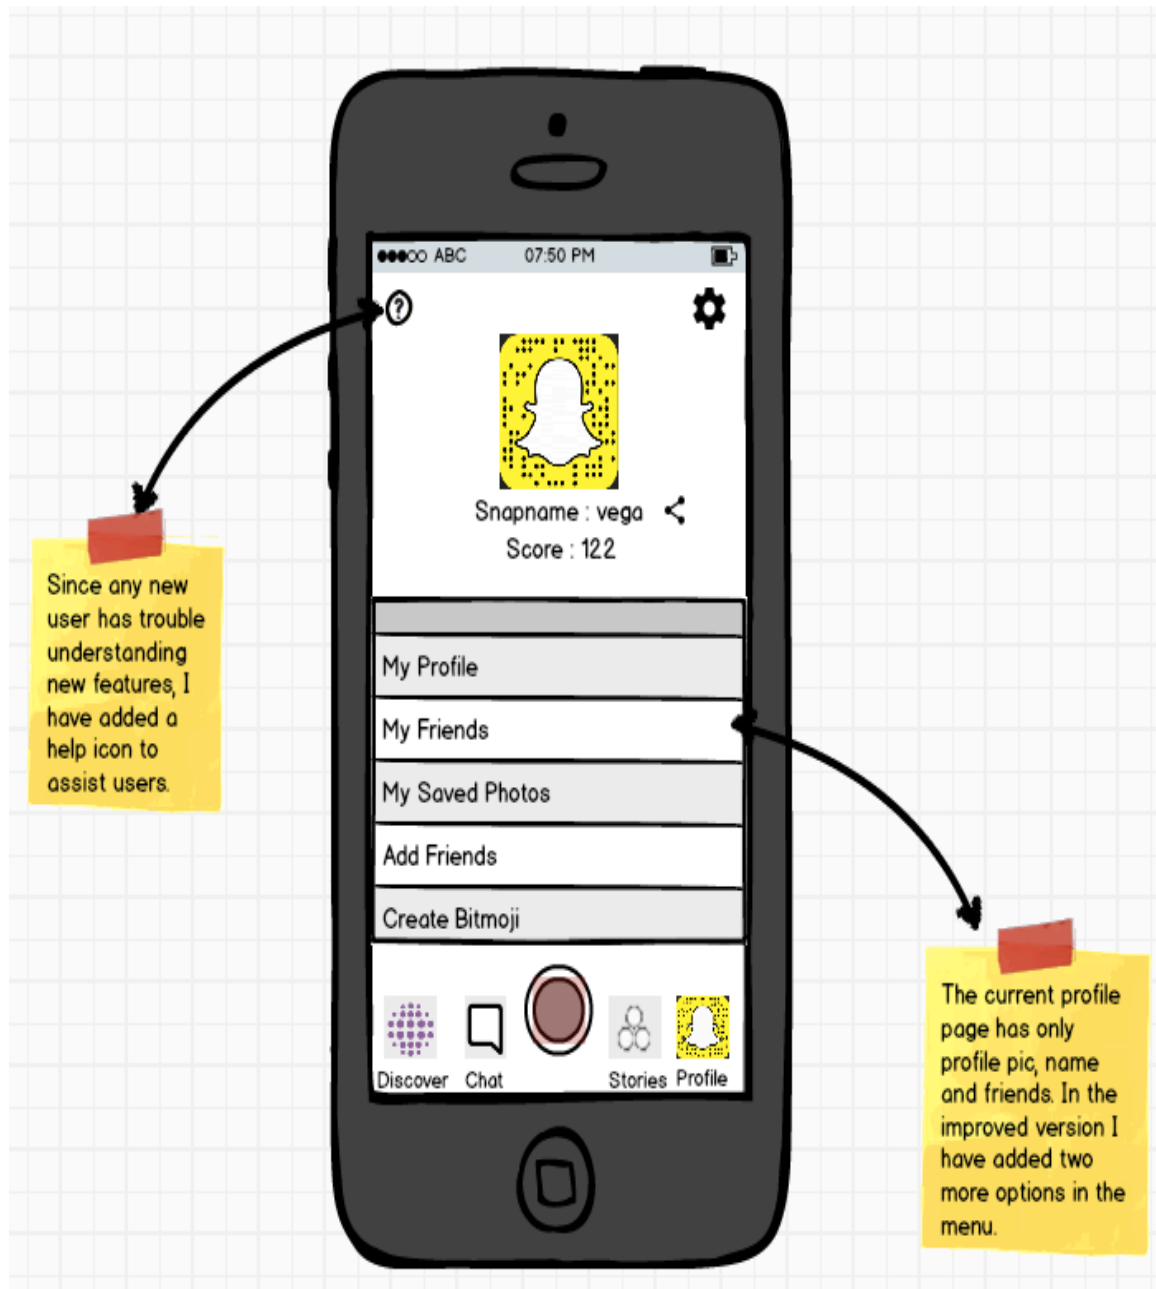 ABC 07:50 PM
?
Snapname : vega
Score : 122
My Profile
My Friends
My Saved Photos
Add Friends
Create Bitmoji
Discover Chat Stories Profile
Since any new
user has trouble
understanding
new features, I
have added a
help icon to
assist users.
The current profile
page has only
profile pic, name
and friends. In the
improved version I
have added two
more options in the
menu.